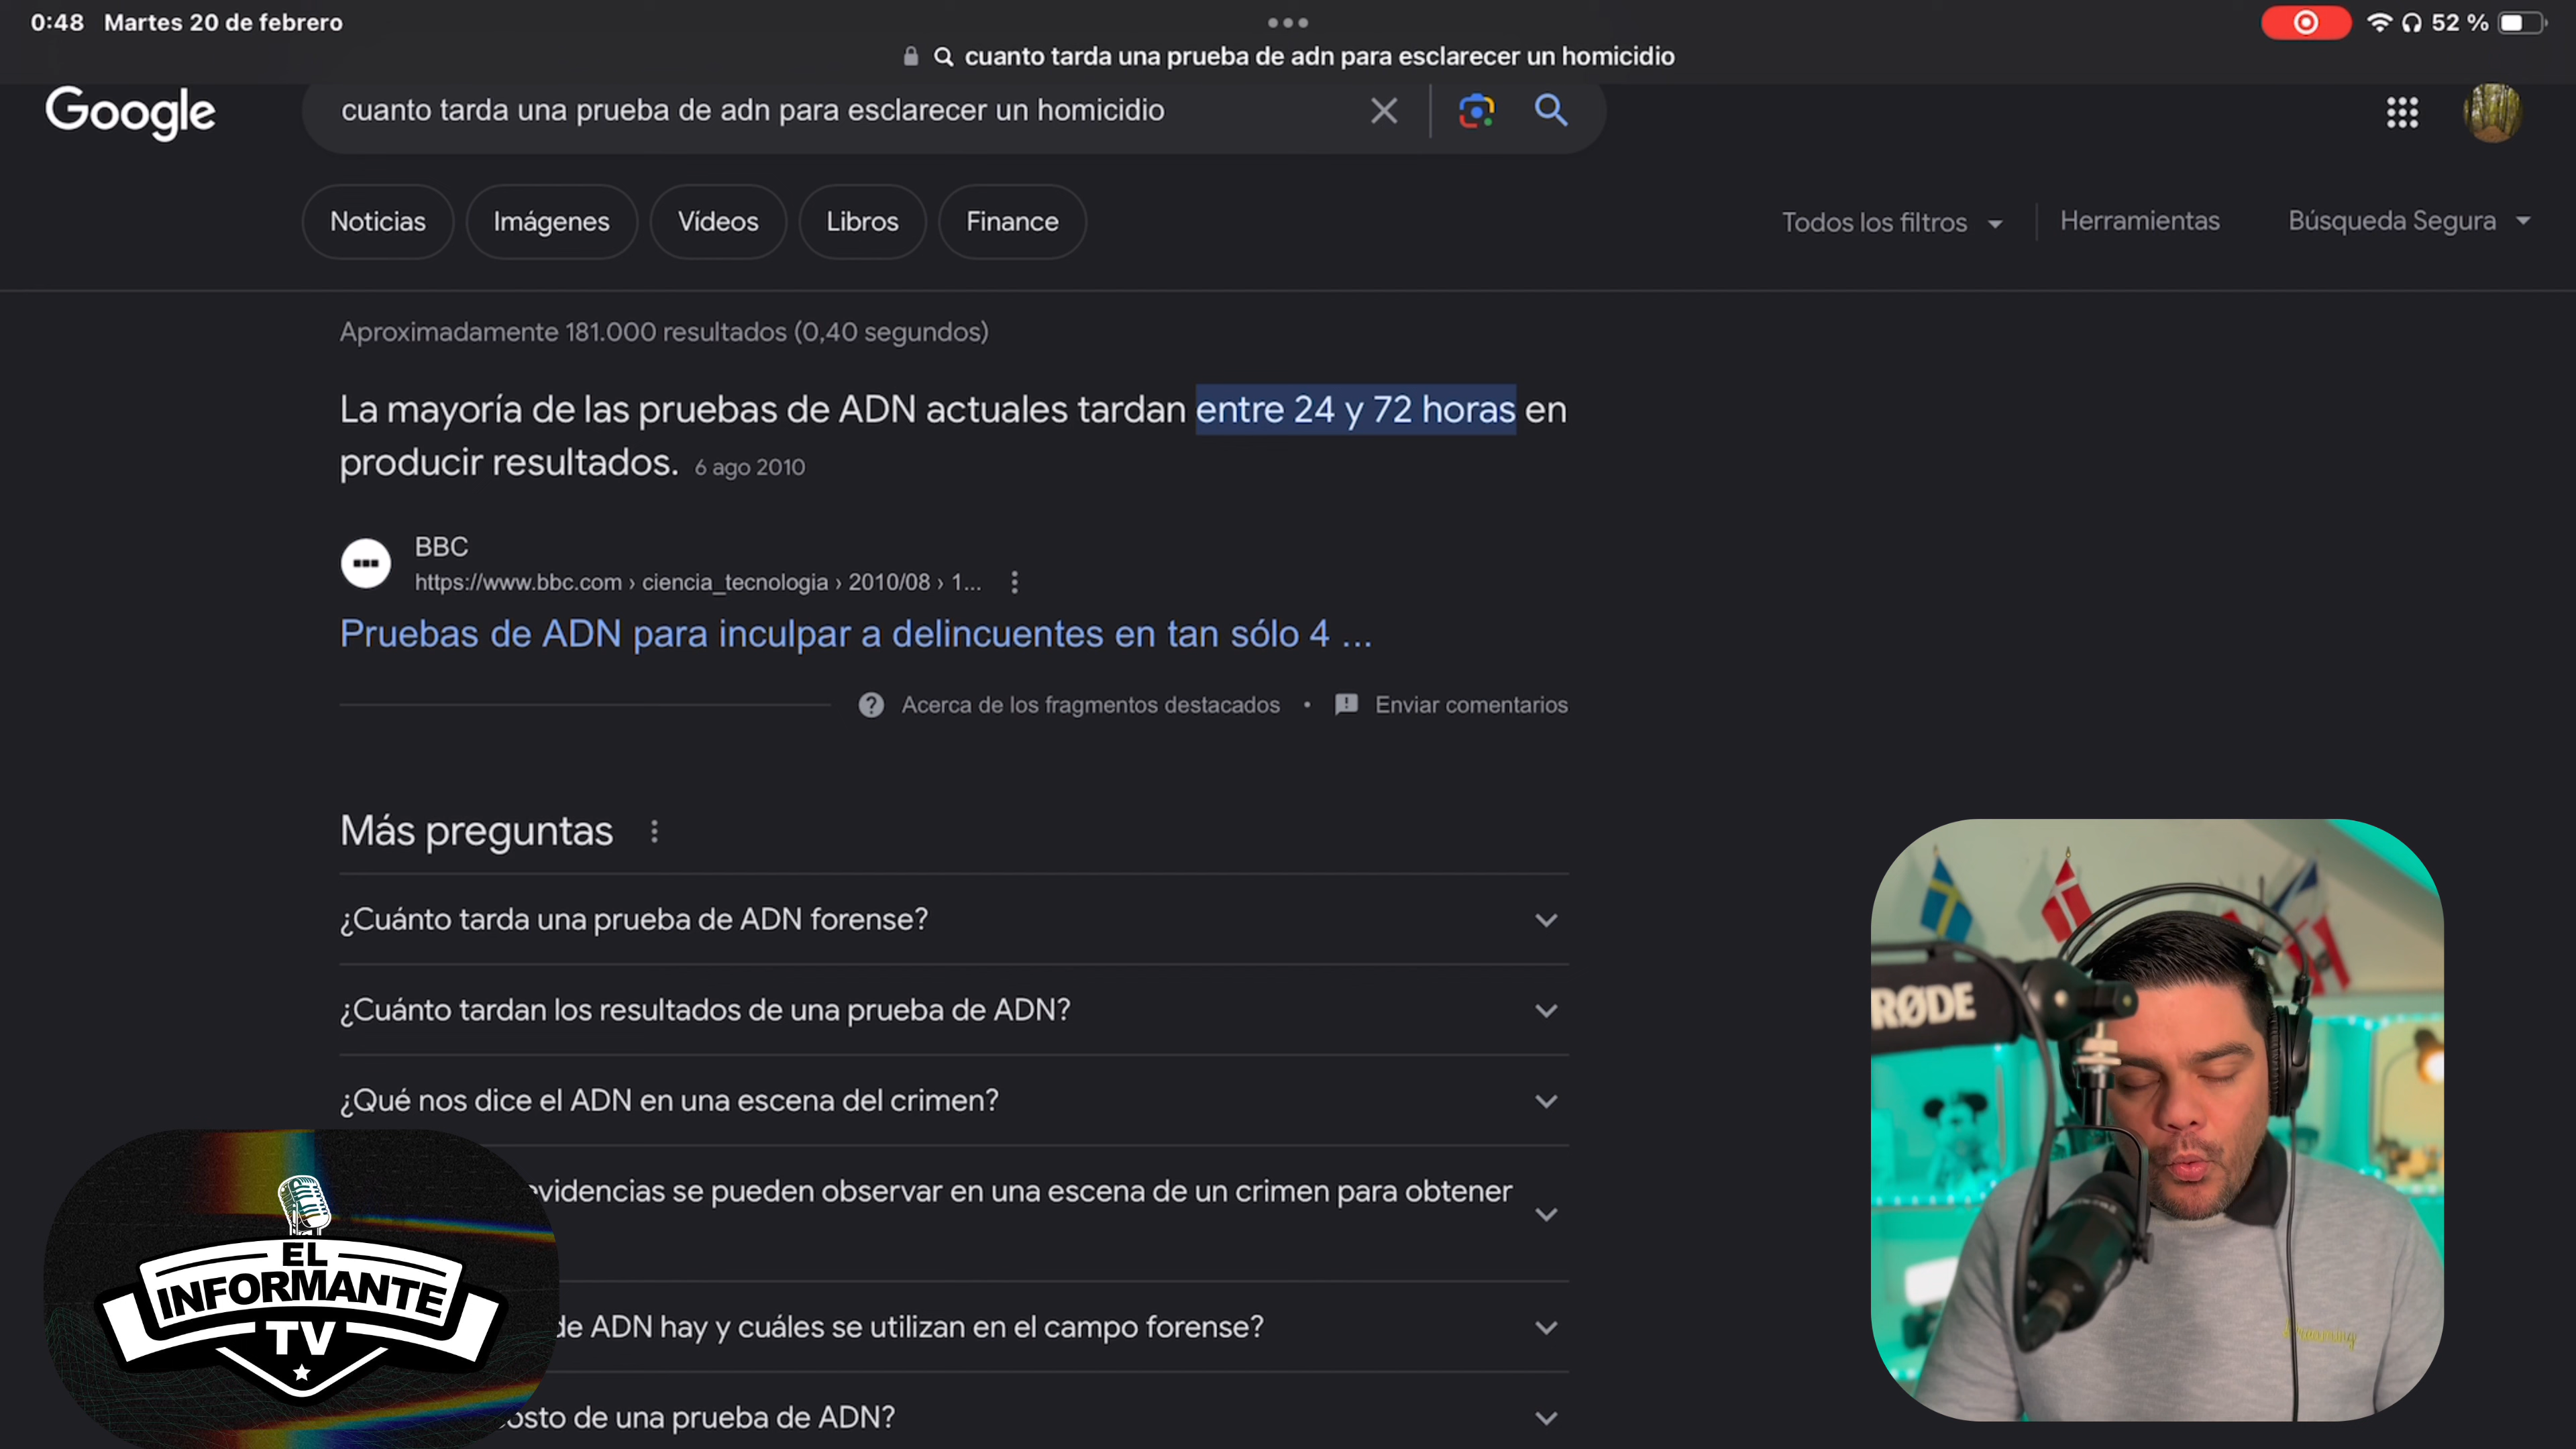 0:48 Martes 20 de febrero
52 %
cuanto tarda una prueba de adn para esclarecer un homicidio
Google
cuanto tarda una prueba de adn para esclarecer un homicidio
Noticias
Imágenes
Vídeos
Libros
Finance
Todos los filtros
Herramientas
Búsqueda Segura
Aproximadamente 181.000 resultados (0,40 segundos)
La mayoría de las pruebas de ADN actuales tardan entre 24 y 72 horas en
producir resultados. 6 ago 2010
BBC
https://www.bbc.com › ciencia_tecnologia › 2010/08 › 1...
Pruebas de ADN para inculpar a delincuentes en tan sólo 4 ...
Acerca de los fragmentos destacados • Enviar comentarios
Más preguntas
¿Cuánto tarda una prueba de ADN forense?
¿Cuánto tardan los resultados de una prueba de ADN?
¿Qué nos dice el ADN en una escena del crimen?
se pueden observar en una escena de un crimen para obtener
de ADN hay y cuáles se utilizan en el campo forense?
de una prueba de ADN?
EL
INFORMANTE
TV
RØDE